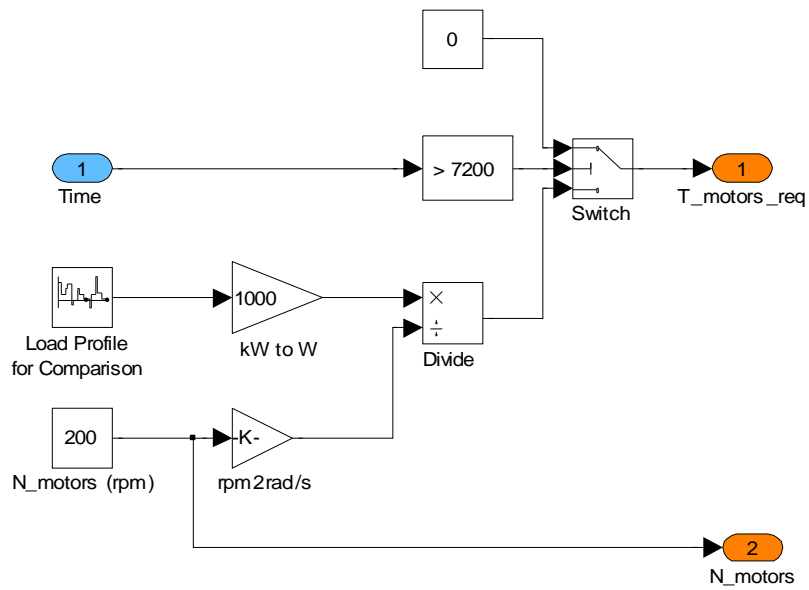 0
1
Time
> 7200
Switch
1
T_motors_req
Load Profile
for Comparison
1000
kW to W
×
÷
Divide
200
N_motors (rpm)
-K-
rpm2rad/s
2
N_motors